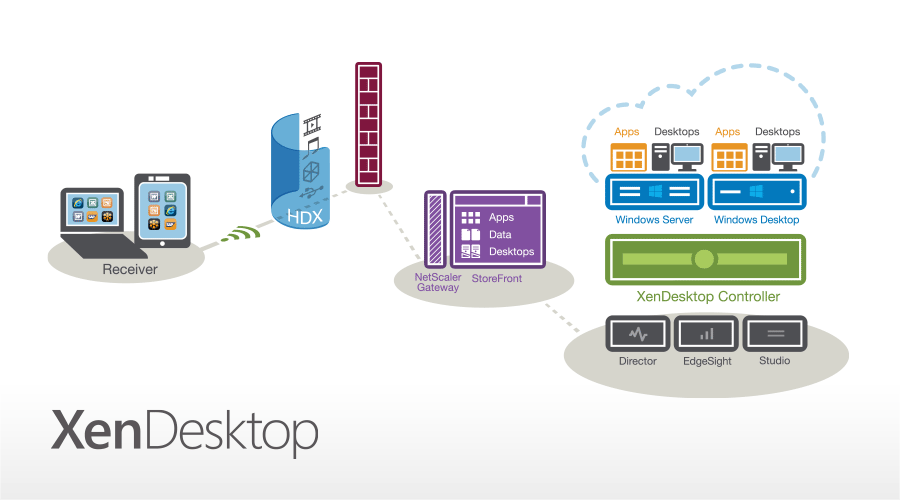 Apps Desktops Apps Desktops
HDX
Windows Server Windows Desktop
Apps
Data
Desktops
Receiver
NetScaler
Gateway
StoreFront
XenDesktop Controller
Director EdgeSight Studio
XenDesktop